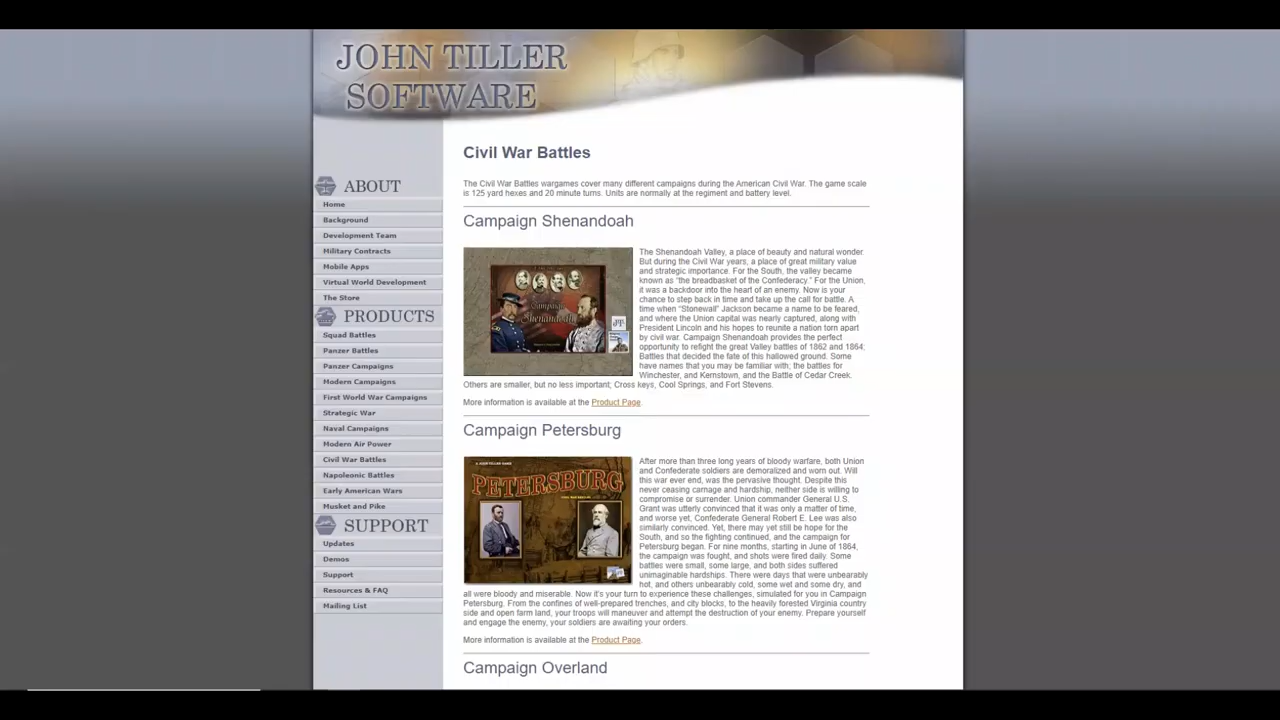 JOHN TILLER
SOFTWARE
ABOUT
Home
Background
Development Team
Military Contracts
Mobile Apps
Virtual World Development
The Store
PRODUCTS
Squad Battles
Panzer Battles
Panzer Campaigns
Modern Campaigns
First World War Campaigns
Strategic War
Naval Campaigns
Modern Air Power
Civil War Battles
Napoleonic Battles
Early American Wars
Musket and Pike
SUPPORT
Updates
Demos
Support
Resources & FAQ
Mailing List
Civil War Battles
The Civil War Battles wargames cover many different campaigns during the American Civil War. The game scale
is 125 yard hexes and 20 minute turns. Units are normally at the regiment and battery level.
Campaign Shenandoah
Campaign
Shenandoah
The Shenandoah Valley, a place of beauty and natural wonder.
But during the Civil War years, a place of great military value
and strategic importance. For the South, the valley became
known as "the breadbasket of the Confederacy." For the Union,
it was a backdoor into the heart of an enemy. Now is your
chance to step back in time and take up the call for battle. A
time when "Stonewall" Jackson became a name to be feared,
and where the Union capital was nearly captured, along with
President Lincoln and his hopes to reunite a nation torn apart
by civil war. Campaign Shenandoah provides the perfect
opportunity to refight the great Valley battles of 1862 and 1864:
Battles that decided the fate of this hallowed ground. Some
have names that you may be familiar with; the battles for
Winchester, and Kernstown, and the Battle of Cedar Creek.
Others are smaller, but no less important; Cross keys, Cool Springs, and Fort Stevens.
More information is available at the Product Page.
Campaign Petersburg
PETERSBURG
After more than three long years of bloody warfare, both Union
and Confederate soldiers are demoralized and worn out. Will
this war ever end, was the pervasive thought. Despite this
never ceasing carnage and hardship, neither side is willing to
compromise or surrender. Union commander General U.S.
Grant was utterly convinced that it was only a matter of time,
and worse yet, Confederate General Robert E. Lee was also
similarly convinced. Yet, there may yet still be hope for the
South, and so the fighting continued, and the campaign for
Petersburg began. For nine months, starting in June of 1864,
the campaign was fought, and shots were fired daily. Some
battles were small, some large, and both sides suffered
unimaginable hardships. There were days that were unbearably
hot, and others unbearably cold, some wet and some dry, and
all were bloody and miserable. Now it's your turn to experience these challenges, simulated for you in Campaign
Petersburg. From the confines of well-prepared trenches, and city blocks, to the heavily forested Virginia country
side and open farm land, your troops will maneuver and attempt the destruction of your enemy. Prepare yourself
and engage the enemy, your soldiers are awaiting your orders.
More information is available at the Product Page.
Campaign Overland